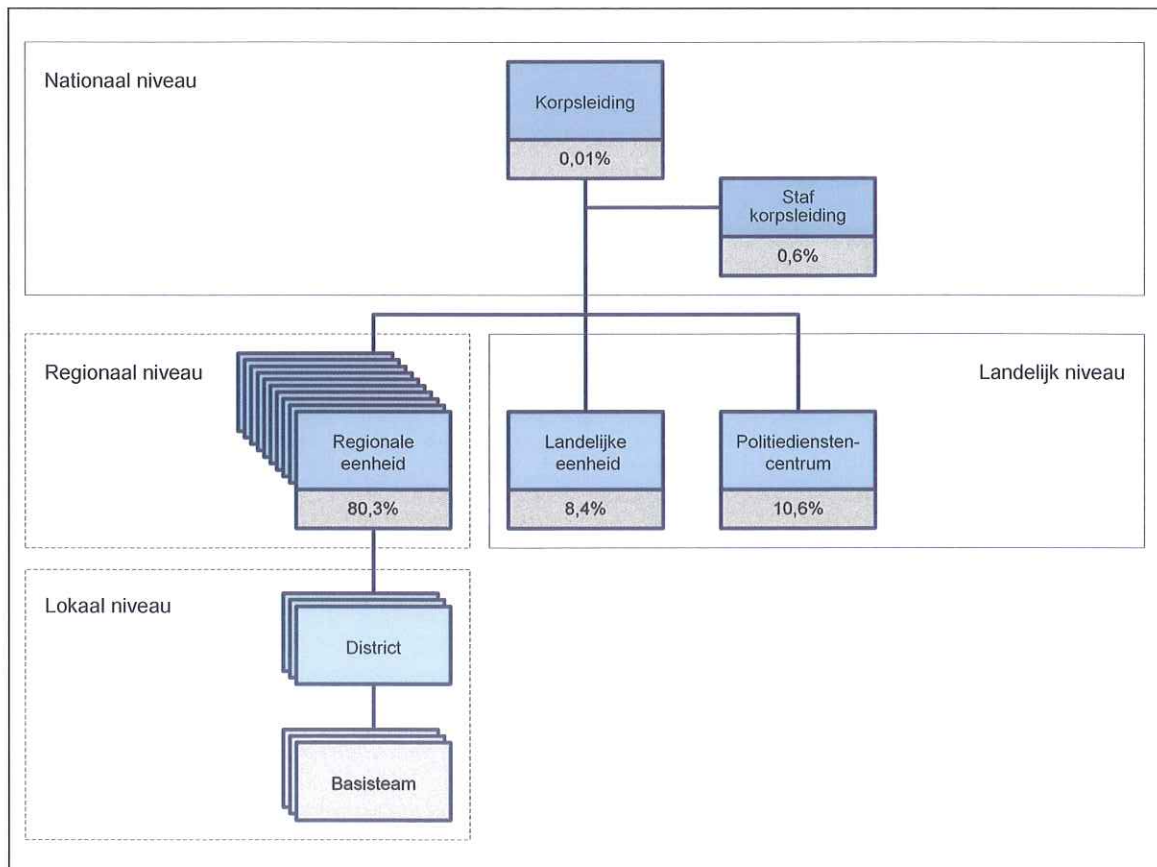 Nationaal niveau
Korpsleiding
0,01%
Staf
korpsleiding
0,6%
Regionaal niveau
Landelijk niveau
Regionale
eenheid
80,3%
Landelijke
eenheid
8,4%
Politiediensten-
centrum
10,6%
Lokaal niveau
District
Basisteam